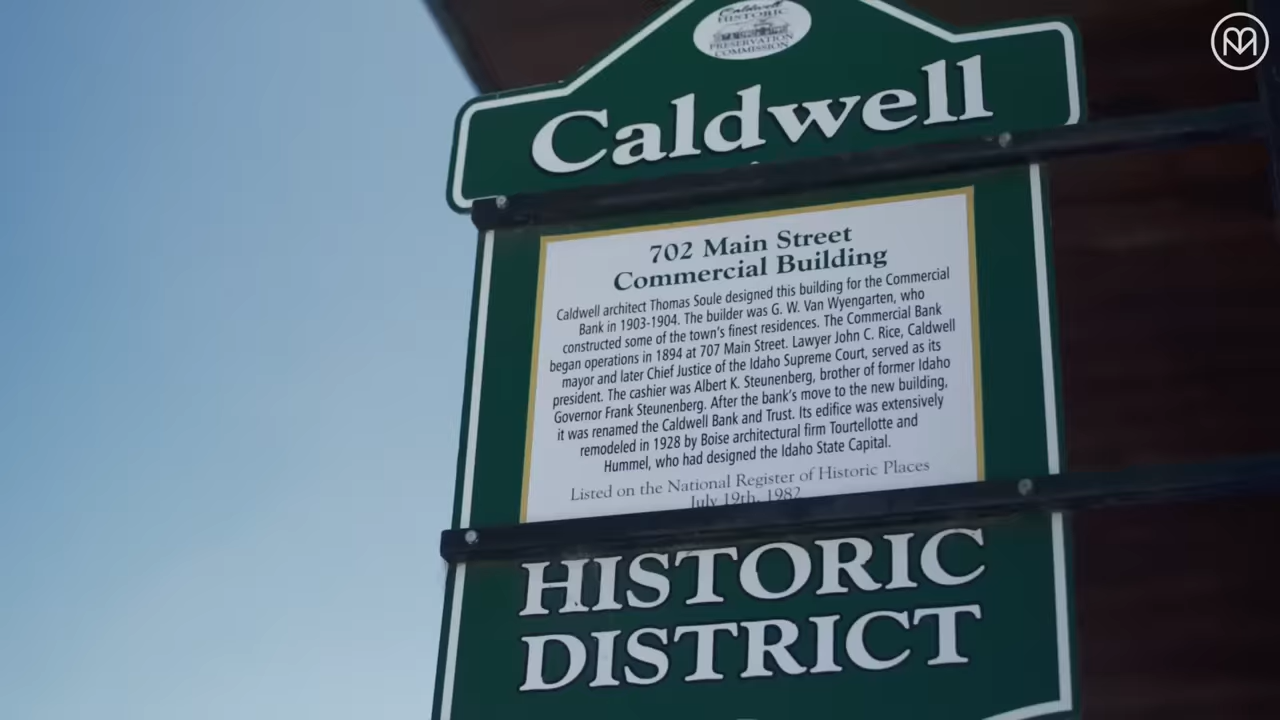 Caldwell
HISTORIC
PRESERVATION
COMMISSION
Caldwell
702 Main Street
Commercial Building
Caldwell architect Thomas Soule designed this building for the Commercial
Bank in 1903-1904. The builder was G. W. Van Wyengarten, who
constructed some of the town's finest residences. The Commercial Bank
began operations in 1894 at 707 Main Street. Lawyer John C. Rice, Caldwell
mayor and later Chief Justice of the Idaho Supreme Court, served as its
president. The cashier was Albert K. Steunenberg, brother of former Idaho
Governor Frank Steunenberg. After the bank's move to the new building,
it was renamed the Caldwell Bank and Trust. Its edifice was extensively
remodeled in 1928 by Boise architectural firm Tourtellotte and
Hummel, who had designed the Idaho State Capital.
Listed on the National Register of Historic Places
July 19th, 1982
HISTORIC
DISTRICT